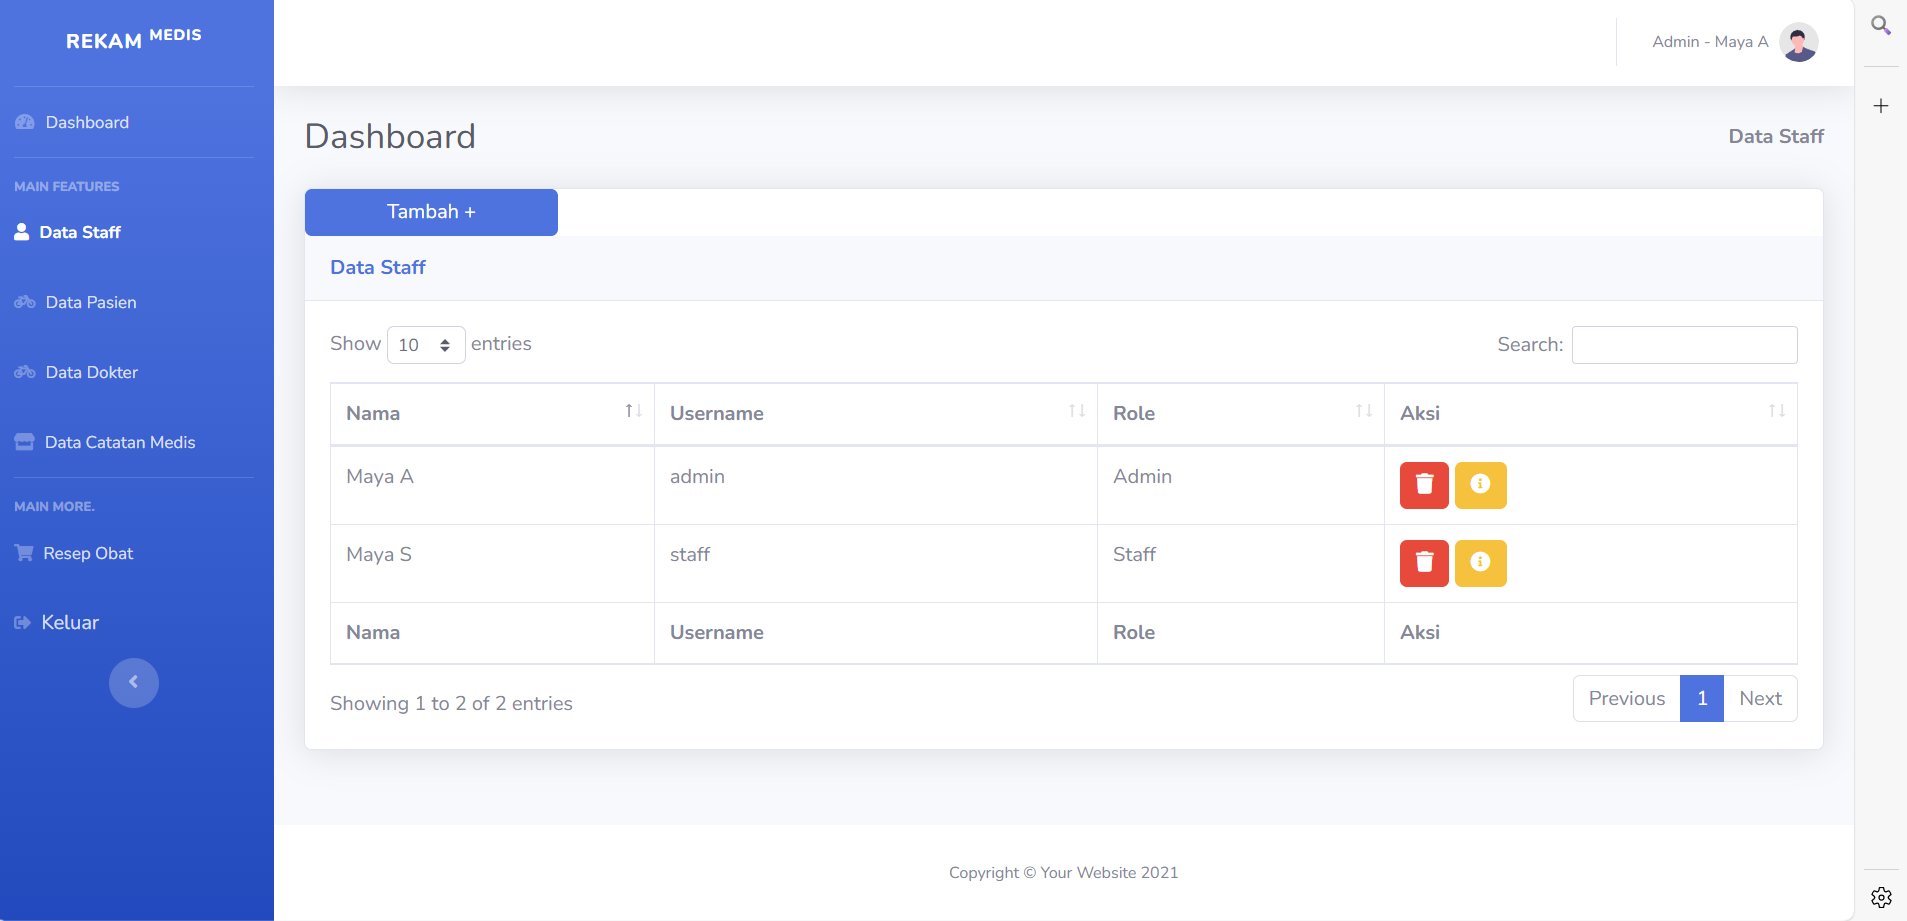 REKAM MEDIS
Dashboard
MAIN FEATURES
Data Staff
Data Pasien
Data Dokter
Data Catatan Medis
MAIN MORE.
Resep Obat
Keluar
Admin - Maya A
Dashboard
Data Staff
Tambah +
Data Staff
Show 10 entries
Search:
Nama Username Role Aksi
Maya A admin Admin
Maya S staff Staff
Nama Username Role Aksi
Showing 1 to 2 of 2 entries
Previous 1 Next
Copyright © Your Website 2021